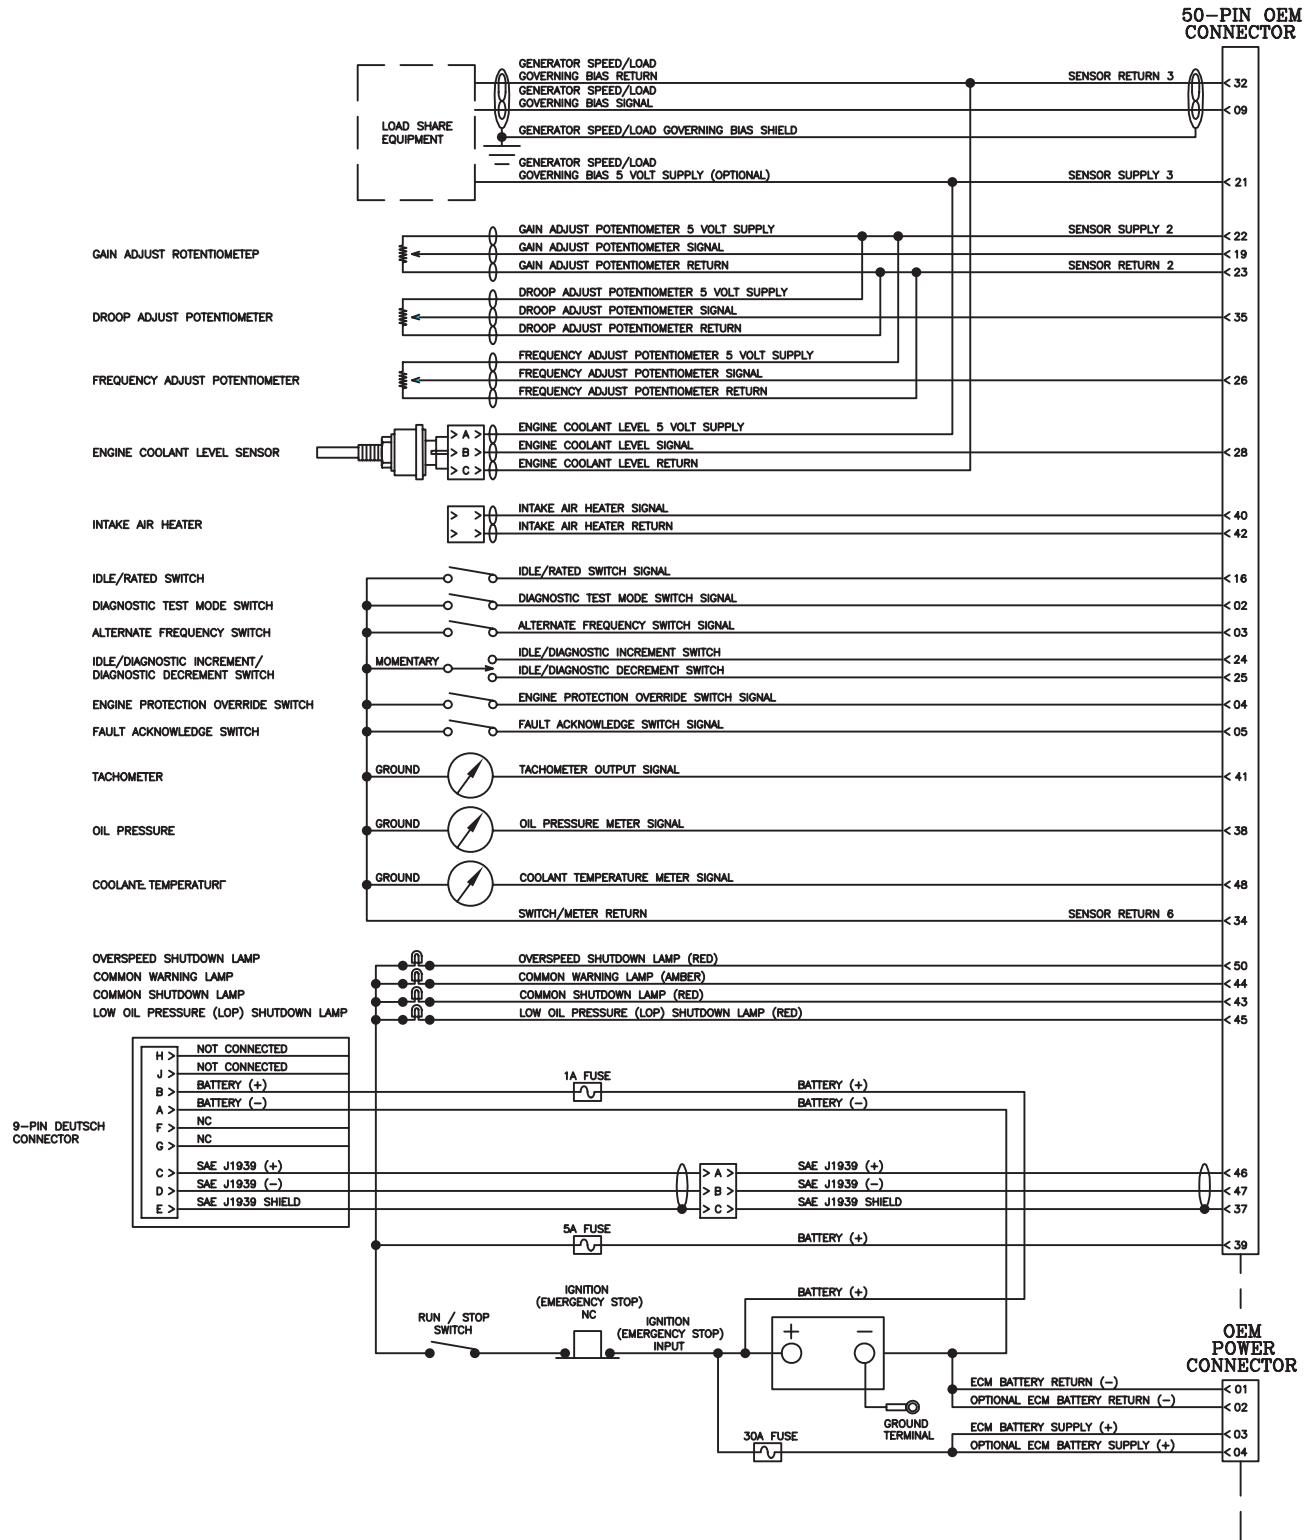 50-PIN OEM
CONNECTOR
GENERATOR SPEED/LOAD
GOVERNING BIAS RETURN
SENSOR RETURN 3
32
GENERATOR SPEED/LOAD
GOVERNING BIAS SIGNAL
09
LOAD SHARE
EQUIPMENT
GENERATOR SPEED/LOAD GOVERNING BIAS SHIELD
GENERATOR SPEED/LOAD
GOVERNING BIAS 5 VOLT SUPPLY (OPTIONAL)
SENSOR SUPPLY 3
21
GAIN ADJUST POTENTIOMETER 5 VOLT SUPPLY
SENSOR SUPPLY 2
22
GAIN ADJUST ROTENTIOMETEP
GAIN ADJUST POTENTIOMETER SIGNAL
19
GAIN ADJUST POTENTIOMETER RETURN
SENSOR RETURN 2
23
DROOP ADJUST POTENTIOMETER 5 VOLT SUPPLY
DROOP ADJUST POTENTIOMETER
DROOP ADJUST POTENTIOMETER SIGNAL
35
DROOP ADJUST POTENTIOMETER RETURN
FREQUENCY ADJUST POTENTIOMETER 5 VOLT SUPPLY
FREQUENCY ADJUST POTENTIOMETER
FREQUENCY ADJUST POTENTIOMETER SIGNAL
26
FREQUENCY ADJUST POTENTIOMETER RETURN
A
ENGINE COOLANT LEVEL 5 VOLT SUPPLY
ENGINE COOLANT LEVEL SENSOR
B
ENGINE COOLANT LEVEL SIGNAL
28
C
ENGINE COOLANT LEVEL RETURN
INTAKE AIR HEATER
INTAKE AIR HEATER SIGNAL
40
INTAKE AIR HEATER RETURN
42
IDLE/RATED SWITCH
IDLE/RATED SWITCH SIGNAL
16
DIAGNOSTIC TEST MODE SWITCH
DIAGNOSTIC TEST MODE SWITCH SIGNAL
02
ALTERNATE FREQUENCY SWITCH
ALTERNATE FREQUENCY SWITCH SIGNAL
03
IDLE/DIAGNOSTIC INCREMENT/
DIAGNOSTIC DECREMENT SWITCH
MOMENTARY
IDLE/DIAGNOSTIC INCREMENT SWITCH
24
IDLE/DIAGNOSTIC DECREMENT SWITCH
25
ENGINE PROTECTION OVERRIDE SWITCH
ENGINE PROTECTION OVERRIDE SWITCH SIGNAL
04
FAULT ACKNOWLEDGE SWITCH
FAULT ACKNOWLEDGE SWITCH SIGNAL
05
TACHOMETER
GROUND
TACHOMETER OUTPUT SIGNAL
41
OIL PRESSURE
GROUND
OIL PRESSURE METER SIGNAL
38
COOLANT TEMPERATURE
GROUND
COOLANT TEMPERATURE METER SIGNAL
48
SWITCH/METER RETURN
SENSOR RETURN 6
34
OVERSPEED SHUTDOWN LAMP
OVERSPEED SHUTDOWN LAMP (RED)
50
COMMON WARNING LAMP
COMMON WARNING LAMP (AMBER)
44
COMMON SHUTDOWN LAMP
COMMON SHUTDOWN LAMP (RED)
43
LOW OIL PRESSURE (LOP) SHUTDOWN LAMP
LOW OIL PRESSURE (LOP) SHUTDOWN LAMP (RED)
45
9-PIN DEUTSCH
CONNECTOR
H
NOT CONNECTED
J
NOT CONNECTED
B
BATTERY (+)
1A FUSE
BATTERY (+)
A
BATTERY (-)
BATTERY (-)
F
NC
G
NC
C
SAE J1939 (+)
A
SAE J1939 (+)
46
D
SAE J1939 (-)
B
SAE J1939 (-)
47
E
SAE J1939 SHIELD
C
SAE J1939 SHIELD
37
5A FUSE
BATTERY (+)
39
BATTERY (+)
RUN / STOP
SWITCH
IGNITION
(EMERGENCY STOP)
NC
IGNITION
(EMERGENCY STOP)
INPUT
+
−
GROUND
TERMINAL
30A FUSE
OEM
POWER
CONNECTOR
ECM BATTERY RETURN (-)
01
OPTIONAL ECM BATTERY RETURN (-)
02
ECM BATTERY SUPPLY (+)
03
OPTIONAL ECM BATTERY SUPPLY (+)
04